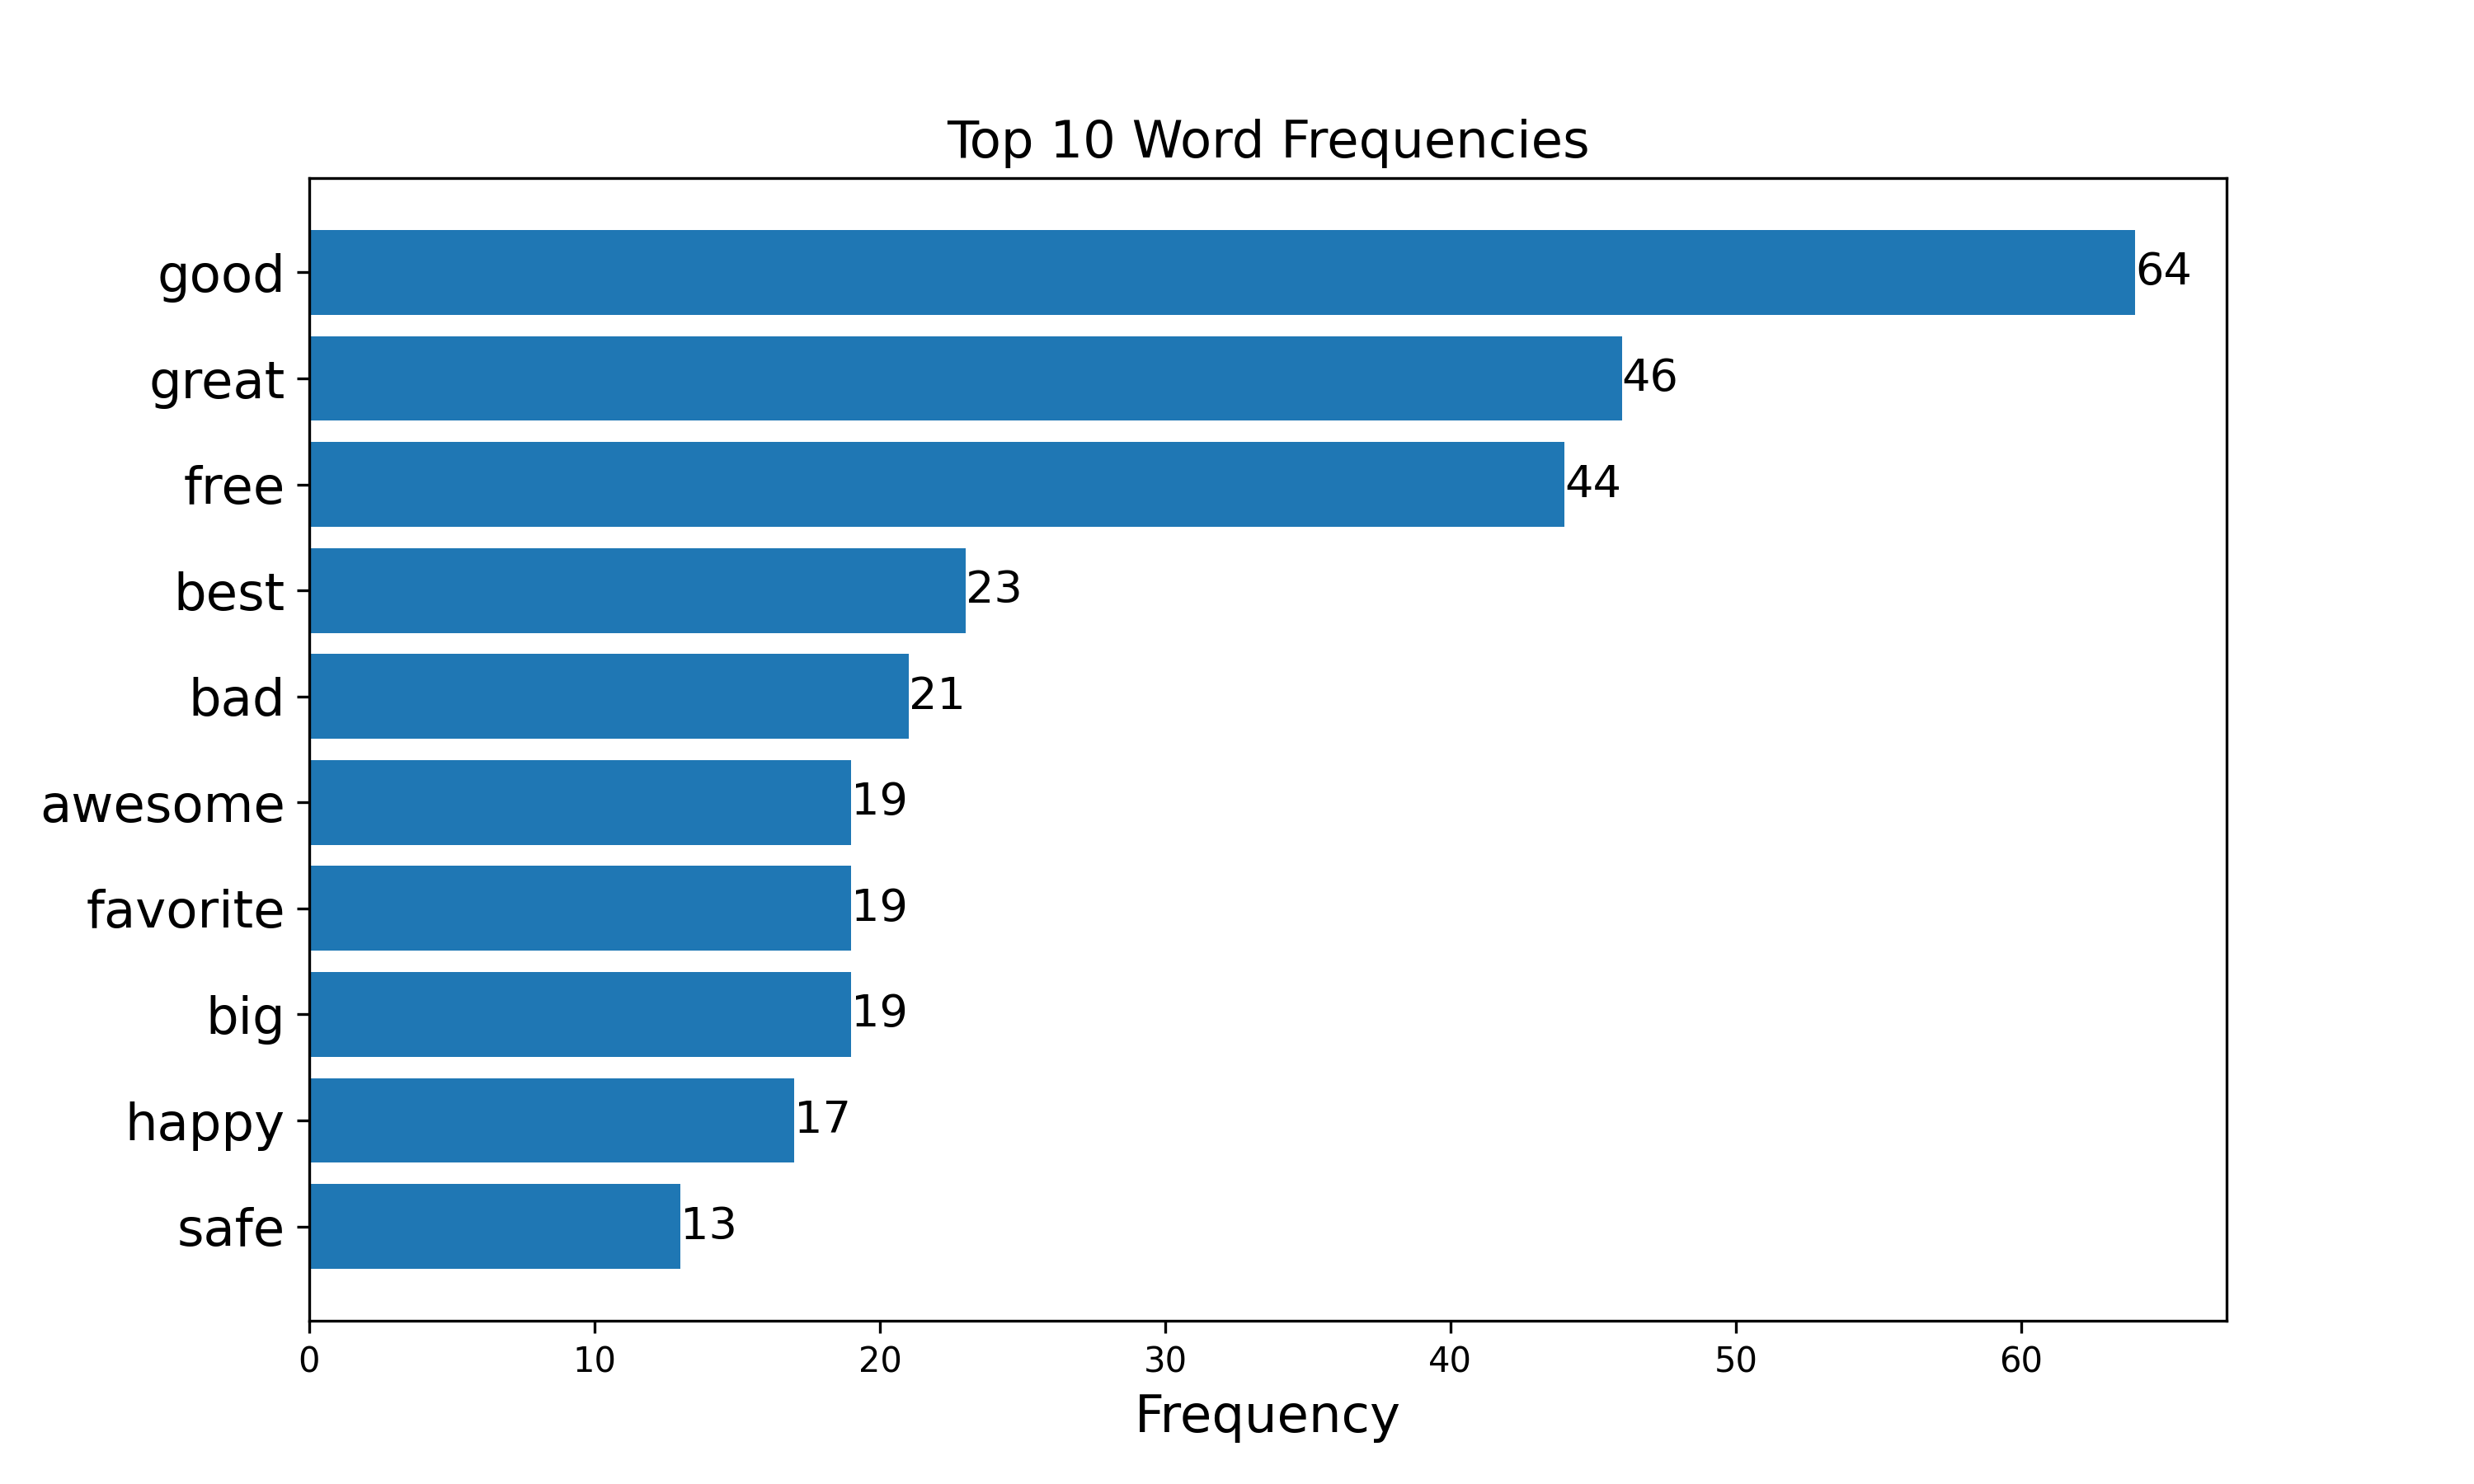 Top 10 Word Frequencies
good 64
great 46
free 44
best 23
bad 21
awesome 19
favorite 19
big 19
happy 17
safe 13
0 10 20 30 40 50 60
Frequency